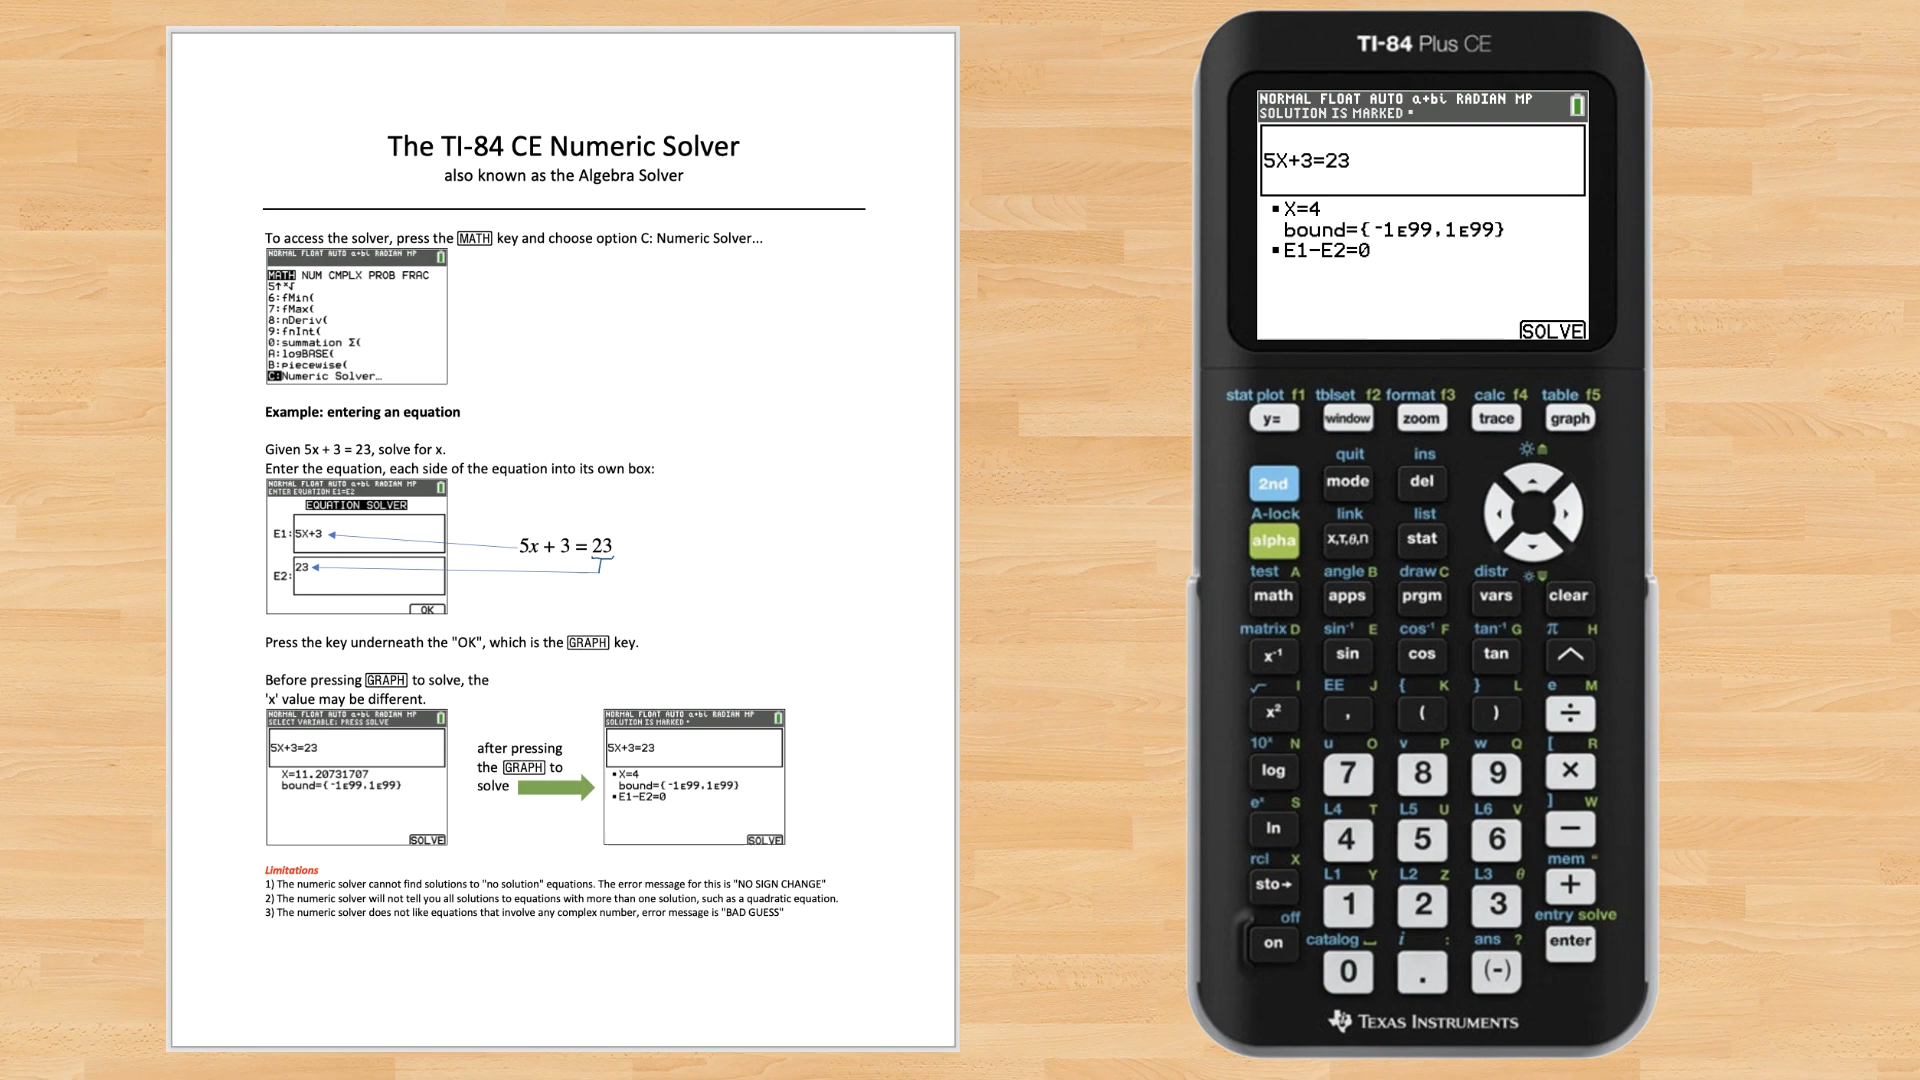 The TI-84 CE Numeric Solver
also known as the Algebra Solver
To access the solver, press the MATH key and choose option C: Numeric Solver...
NORMAL FLOAT AUTO a+bi RADIAN MP
MATH NUM CMPLX PROB FRAC
5↑ˣ√
6:fMin(
7:fMax(
8:nDeriv(
9:fnInt(
0:summation Σ(
A:logBASE(
B:piecewise(
C:Numeric Solver…
Example: entering an equation
Given 5x + 3 = 23, solve for x.
Enter the equation, each side of the equation into its own box:
NORMAL FLOAT AUTO a+bi RADIAN MP
ENTER EQUATION E1=E2
EQUATION SOLVER
E1:5X+3
E2:23
OK
5x + 3 = 23
Press the key underneath the "OK", which is the GRAPH key.
Before pressing GRAPH to solve, the
'x' value may be different.
NORMAL FLOAT AUTO a+bi RADIAN MP
SELECT VARIABLE; PRESS SOLVE
5X+3=23
X=11.20731707
bound={-1ᴇ99,1ᴇ99}
SOLVE
after pressing
the GRAPH to
solve
NORMAL FLOAT AUTO a+bi RADIAN MP
SOLUTION IS MARKED ▪
5X+3=23
▪X=4
bound={-1ᴇ99,1ᴇ99}
▪E1-E2=0
SOLVE
Limitations
1) The numeric solver cannot find solutions to "no solution" equations. The error message for this is "NO SIGN CHANGE"
2) The numeric solver will not tell you all solutions to equations with more than one solution, such as a quadratic equation.
3) The numeric solver does not like equations that involve any complex number, error message is "BAD GUESS"
TI-84 Plus CE
NORMAL FLOAT AUTO a+bi RADIAN MP
SOLUTION IS MARKED ▪
5X+3=23
▪X=4
bound={-1ᴇ99,1ᴇ99}
▪E1-E2=0
SOLVE
stat plot f1 tblset f2 format f3 calc f4 table f5
y= window zoom trace graph
quit ins
2nd mode del
A-lock link list
alpha X,T,θ,n stat
test A angle B draw C distr
math apps prgm vars clear
matrix D sin⁻¹ E cos⁻¹ F tan⁻¹ G π H
x⁻¹ sin cos tan ^
√ I EE J { K } L e M
x² , ( ) ÷
10ˣ N u O v P w Q [ R
log 7 8 9 ×
eˣ S L4 T L5 U L6 V ] W
ln 4 5 6 −
rcl X L1 Y L2 Z L3 θ mem "
sto→ 1 2 3 +
off catalog i : ans ? entry solve
on 0 . (-) enter
TEXAS INSTRUMENTS